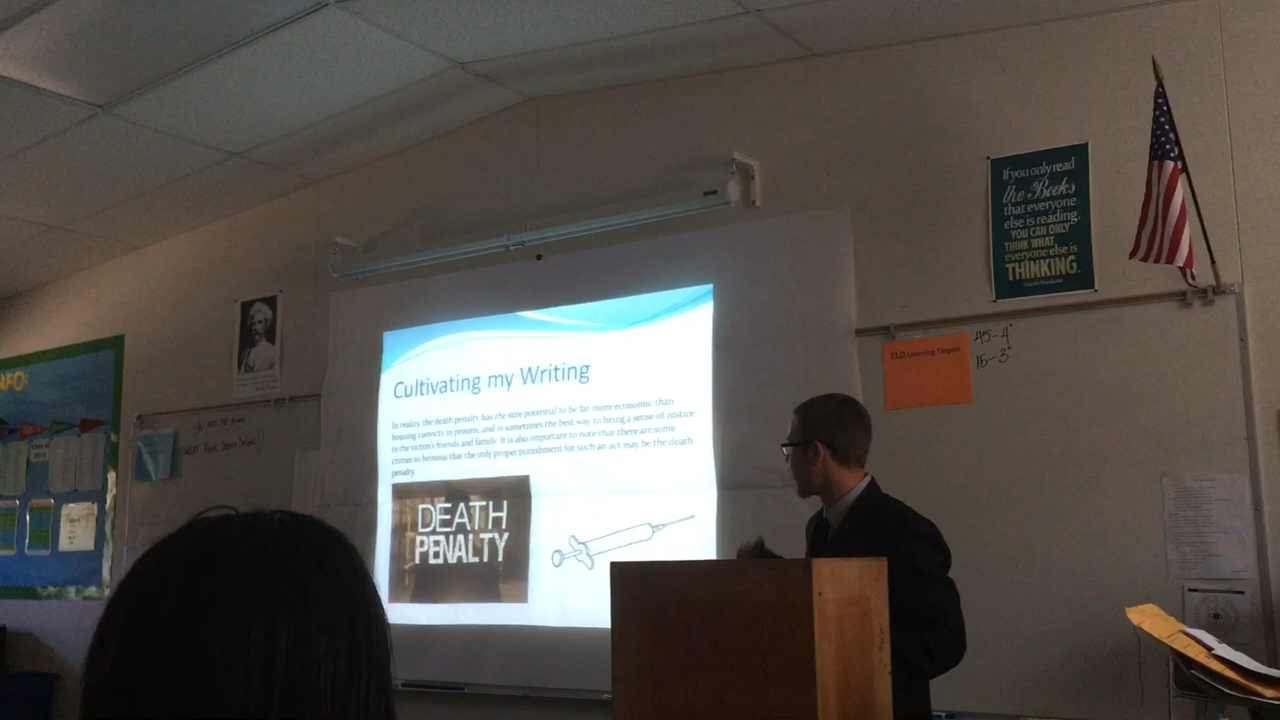 NFO:
Cultivating my Writing
In reality, the death penalty has the sure potential to be far more economic than
housing convicts in prisons, and is sometimes the best way to bring a sense of justice
to the victim's friends and family. It is also important to note that there are some
crimes so heinous that the only proper punishment for such an act may be the death
penalty.
DEATH
PENALTY
If you only read
the Books
that everyone
else is reading,
YOU CAN ONLY
THINK WHAT
everyone else is
THINKING.
ELD Learning Targets
45-4"
15-3"